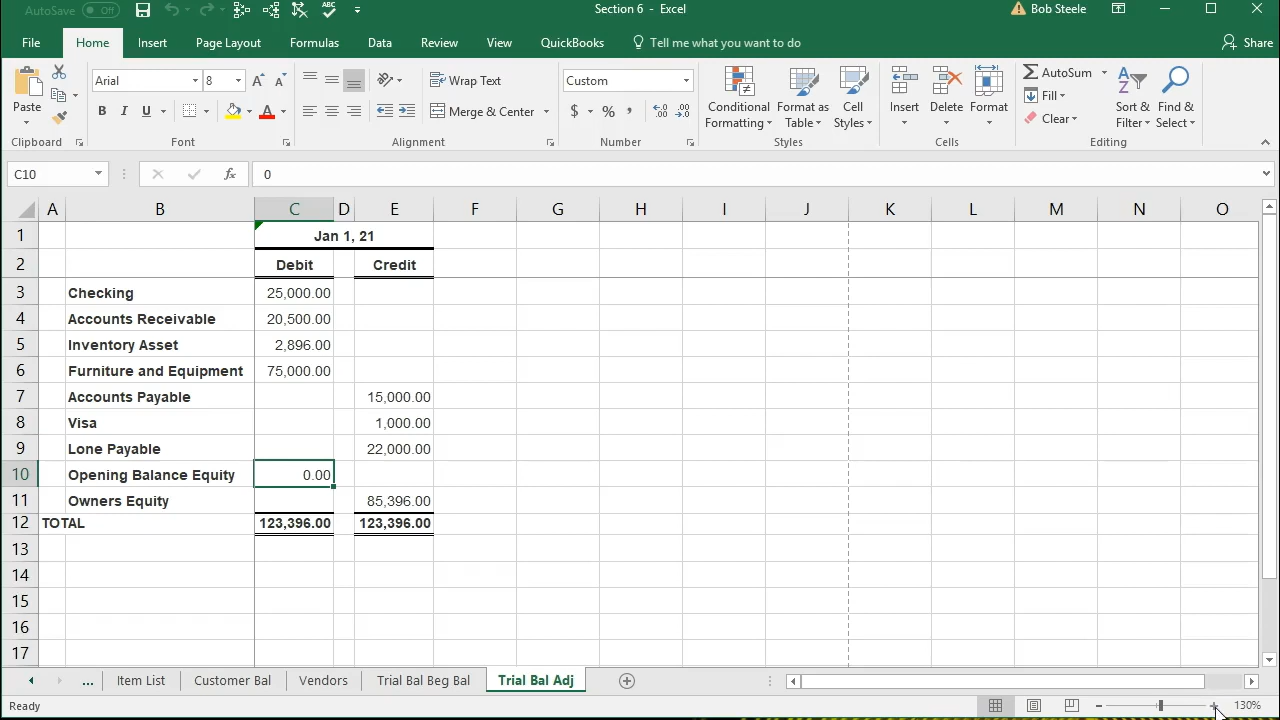 AutoSave Off Section 6 - Excel Bob Steele
File Home Insert Page Layout Formulas Data Review View QuickBooks Tell me what you want to do Share
Paste Arial 8 A A Wrap Text Custom Conditional Formatting Format as Table Cell Styles Insert Delete Format AutoSum Fill Clear Sort & Filter Find & Select
B I U A Merge & Center $ % ,
Clipboard Font Alignment Number Styles Cells Editing
C10 fx 0
A B C D E F G H I J K L M N O
1 Jan 1, 21
2 Debit Credit
3 Checking 25,000.00
4 Accounts Receivable 20,500.00
5 Inventory Asset 2,896.00
6 Furniture and Equipment 75,000.00
7 Accounts Payable 15,000.00
8 Visa 1,000.00
9 Lone Payable 22,000.00
10 Opening Balance Equity 0.00
11 Owners Equity 85,396.00
12 TOTAL 123,396.00 123,396.00
13
14
15
16
17
... Item List Customer Bal Vendors Trial Bal Beg Bal Trial Bal Adj
Ready 130%